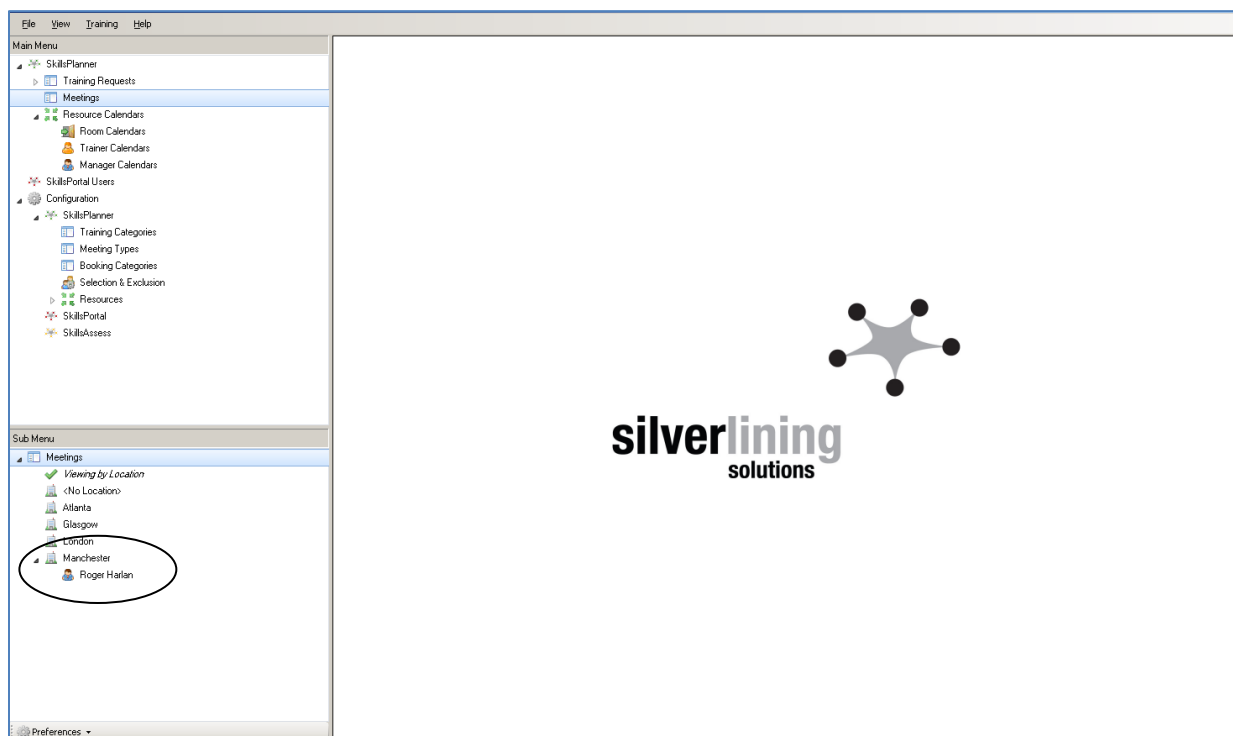 File View Training Help
Main Menu
SkillsPlanner
Training Requests
Meetings
Resource Calendars
Room Calendars
Trainer Calendars
Manager Calendars
SkillsPortal Users
Configuration
SkillsPlanner
Training Categories
Meeting Types
Booking Categories
Selection & Exclusion
Resources
SkillsPortal
SkillsAssess
silverlining
solutions
Sub Menu
Meetings
Viewing by Location
<No Location>
Atlanta
Glasgow
London
Manchester
Roger Harlan
Preferences